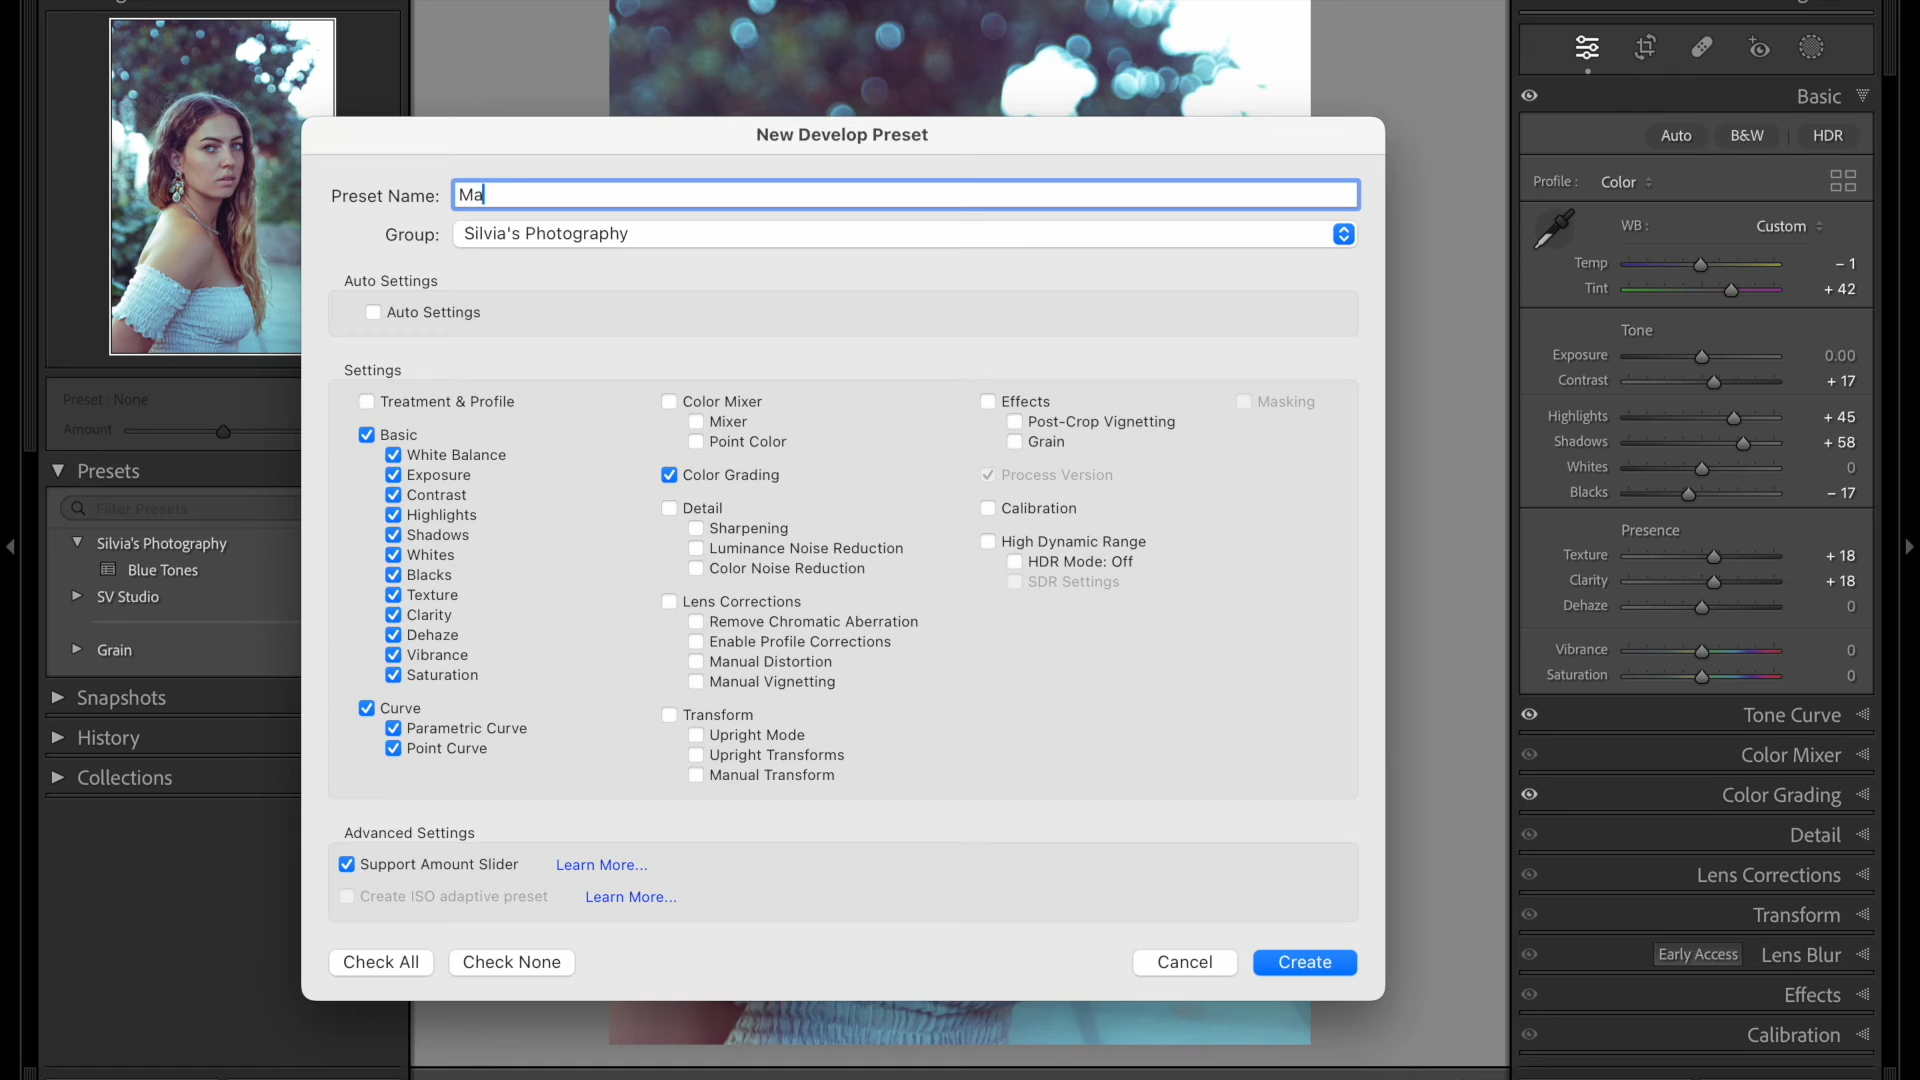 New Develop Preset
Preset Name: Ma
Group: Silvia's Photography
Auto Settings
Auto Settings
Settings
Treatment & Profile
Basic
White Balance
Exposure
Contrast
Highlights
Shadows
Whites
Blacks
Texture
Clarity
Dehaze
Vibrance
Saturation
Curve
Parametric Curve
Point Curve
Color Mixer
Mixer
Point Color
Color Grading
Detail
Sharpening
Luminance Noise Reduction
Color Noise Reduction
Lens Corrections
Remove Chromatic Aberration
Enable Profile Corrections
Manual Distortion
Manual Vignetting
Transform
Upright Mode
Upright Transforms
Manual Transform
Effects
Post-Crop Vignetting
Grain
Process Version
Calibration
High Dynamic Range
HDR Mode: Off
SDR Settings
Masking
Advanced Settings
Support Amount Slider Learn More...
Create ISO adaptive preset Learn More...
Check All Check None Cancel Create
Preset : None
Amount
Presets
Filter Presets
Silvia's Photography
Blue Tones
SV Studio
Grain
Snapshots
History
Collections
Basic
Auto B&W HDR
Profile : Color
WB : Custom
Temp – 1
Tint + 42
Tone
Exposure 0.00
Contrast + 17
Highlights + 45
Shadows + 58
Whites 0
Blacks – 17
Presence
Texture + 18
Clarity + 18
Dehaze 0
Vibrance 0
Saturation 0
Tone Curve
Color Mixer
Color Grading
Detail
Lens Corrections
Transform
Early Access Lens Blur
Effects
Calibration